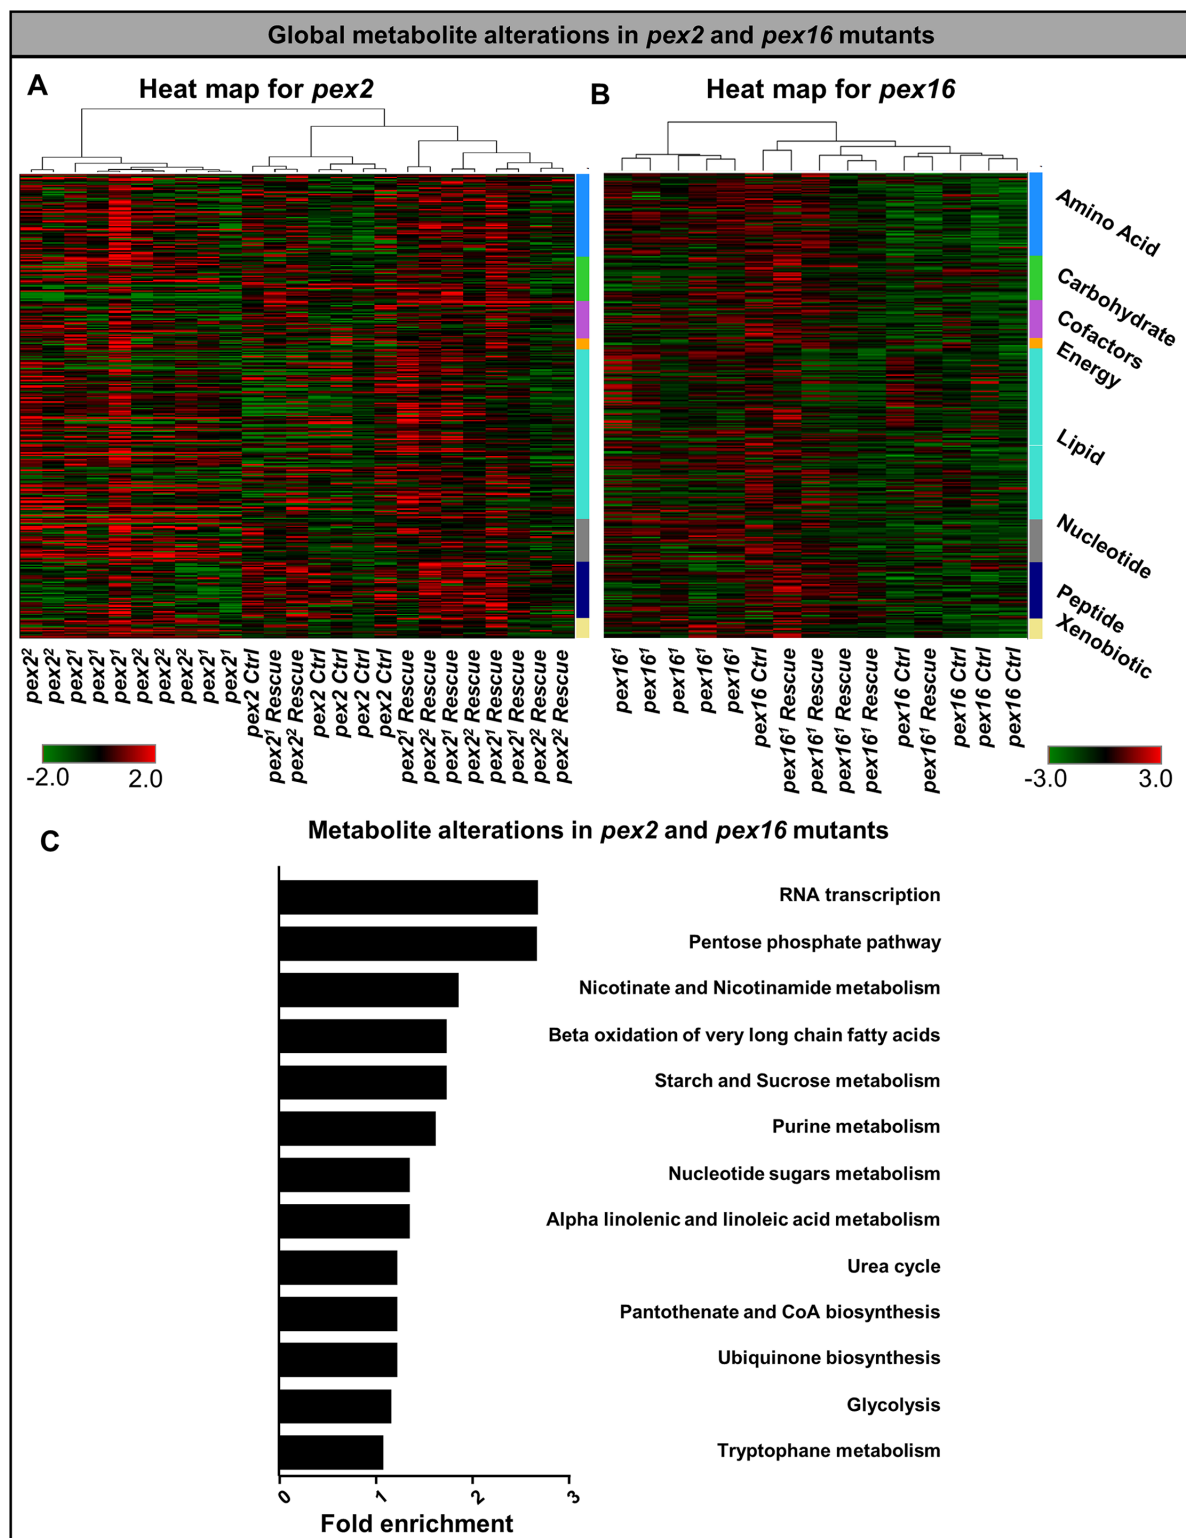 Global metabolite alterations in pex2 and pex16 mutants
A
Heat map for pex2
B
Heat map for pex16
Amino Acid
Carbohydrate
Cofactors
Energy
Lipid
Nucleotide
Peptide
Xenobiotic
pex2²
pex2²
pex2¹
pex2¹
pex2¹
pex2²
pex2²
pex2²
pex2¹
pex2¹
pex2 Ctrl
pex2¹ Rescue
pex2² Rescue
pex2 Ctrl
pex2 Ctrl
pex2 Ctrl
pex2 Ctrl
pex2¹ Rescue
pex2² Rescue
pex2¹ Rescue
pex2² Rescue
pex2¹ Rescue
pex2¹ Rescue
pex2² Rescue
pex2² Rescue
pex16¹
pex16¹
pex16¹
pex16¹
pex16¹
pex16 Ctrl
pex16¹ Rescue
pex16¹ Rescue
pex16¹ Rescue
pex16¹ Rescue
pex16 Ctrl
pex16¹ Rescue
pex16 Ctrl
pex16 Ctrl
pex16 Ctrl
-2.0 2.0
-3.0 3.0
C
Metabolite alterations in pex2 and pex16 mutants
RNA transcription
Pentose phosphate pathway
Nicotinate and Nicotinamide metabolism
Beta oxidation of very long chain fatty acids
Starch and Sucrose metabolism
Purine metabolism
Nucleotide sugars metabolism
Alpha linolenic and linoleic acid metabolism
Urea cycle
Pantothenate and CoA biosynthesis
Ubiquinone biosynthesis
Glycolysis
Tryptophane metabolism
0 1 2 3
Fold enrichment